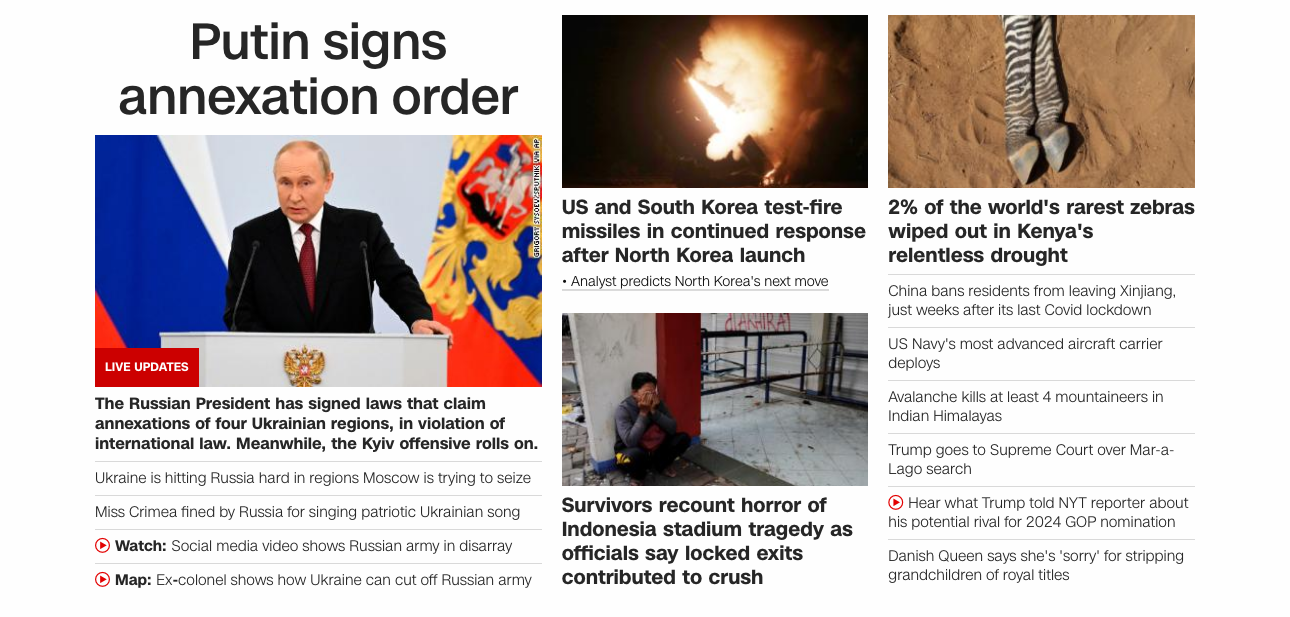 Putin signs
annexation order
GRIGORY SYSOEV/SPUTNIK VIA AP
LIVE UPDATES
The Russian President has signed laws that claim
annexations of four Ukrainian regions, in violation of
international law. Meanwhile, the Kyiv offensive rolls on.
Ukraine is hitting Russia hard in regions Moscow is trying to seize
Miss Crimea fined by Russia for singing patriotic Ukrainian song
Watch: Social media video shows Russian army in disarray
Map: Ex-colonel shows how Ukraine can cut off Russian army
US and South Korea test-fire
missiles in continued response
after North Korea launch
• Analyst predicts North Korea's next move
Survivors recount horror of
Indonesia stadium tragedy as
officials say locked exits
contributed to crush
2% of the world's rarest zebras
wiped out in Kenya's
relentless drought
China bans residents from leaving Xinjiang,
just weeks after its last Covid lockdown
US Navy's most advanced aircraft carrier
deploys
Avalanche kills at least 4 mountaineers in
Indian Himalayas
Trump goes to Supreme Court over Mar-a-
Lago search
Hear what Trump told NYT reporter about
his potential rival for 2024 GOP nomination
Danish Queen says she's 'sorry' for stripping
grandchildren of royal titles